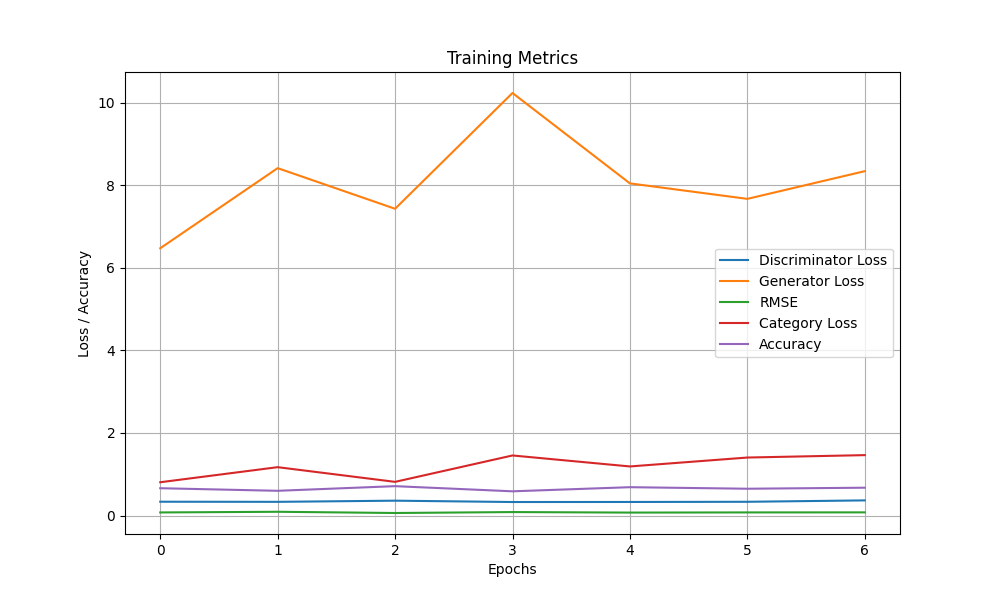 Training Metrics
10
8
6
4
2
0
Loss / Accuracy
Discriminator Loss
Generator Loss
RMSE
Category Loss
Accuracy
0 1 2 3 4 5 6
Epochs